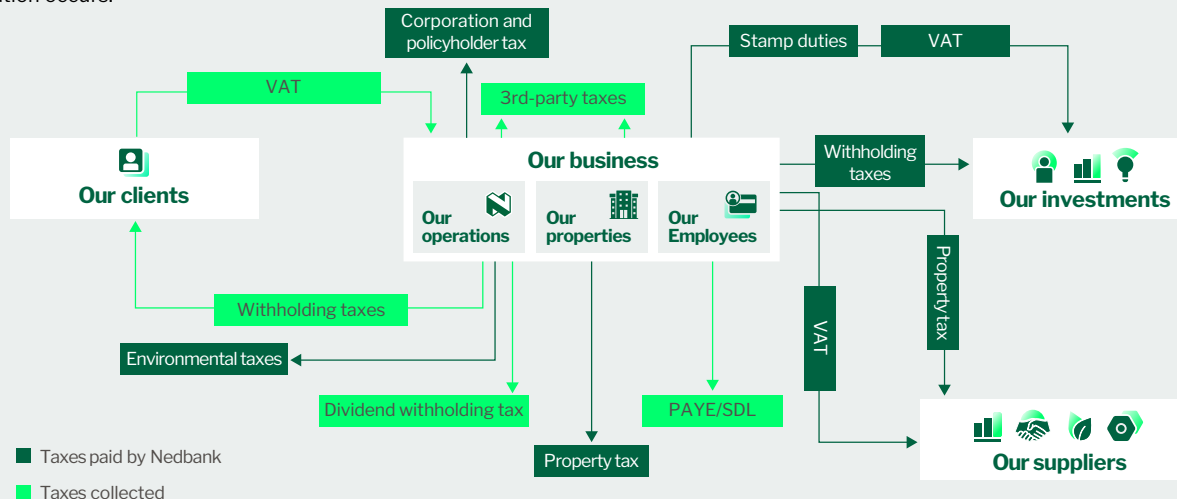 Corporation and
policyholder tax
Stamp duties
VAT
VAT
3rd-party taxes
Our clients
Our business
Our
operations
Our
properties
Our
Employees
Withholding
taxes
Our investments
Withholding taxes
Environmental taxes
Dividend withholding tax
PAYE/SDL
Property tax
VAT
Property tax
Our suppliers
Taxes paid by Nedbank
Taxes collected